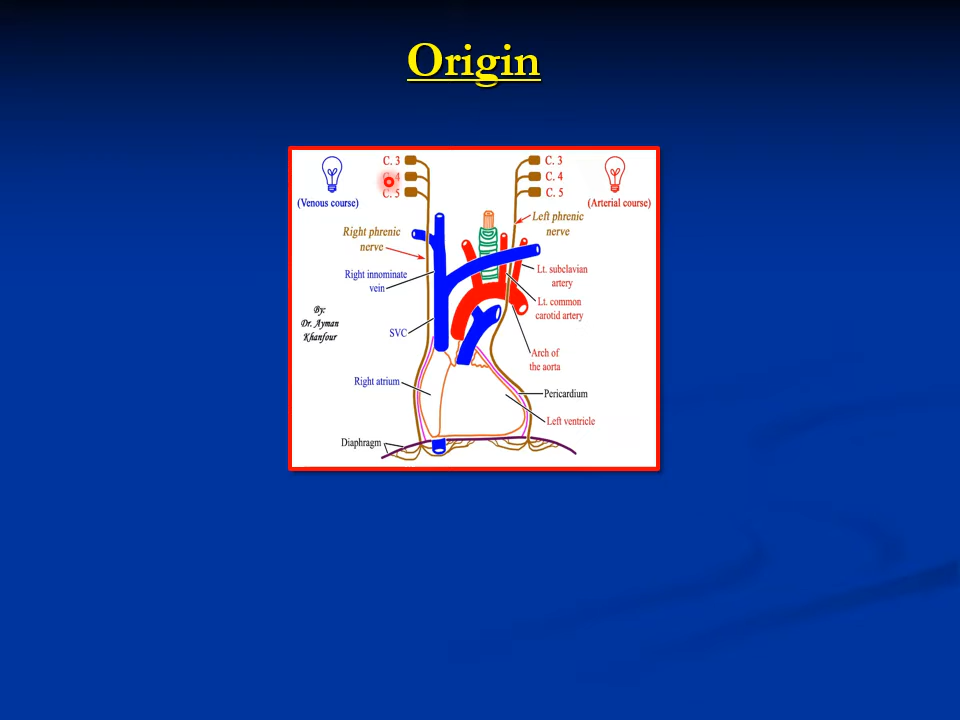 Origin
C. 3
C. 4
C. 5
(Venous course)
C. 3
C. 4
C. 5
(Arterial course)
Right phrenic
nerve
Left phrenic
nerve
Right innominate
vein
Lt. subclavian
artery
By:
Dr. Ayman
Khanfour
Lt. common
carotid artery
SVC
Arch of
the aorta
Right atrium
Pericardium
Left ventricle
Diaphragm